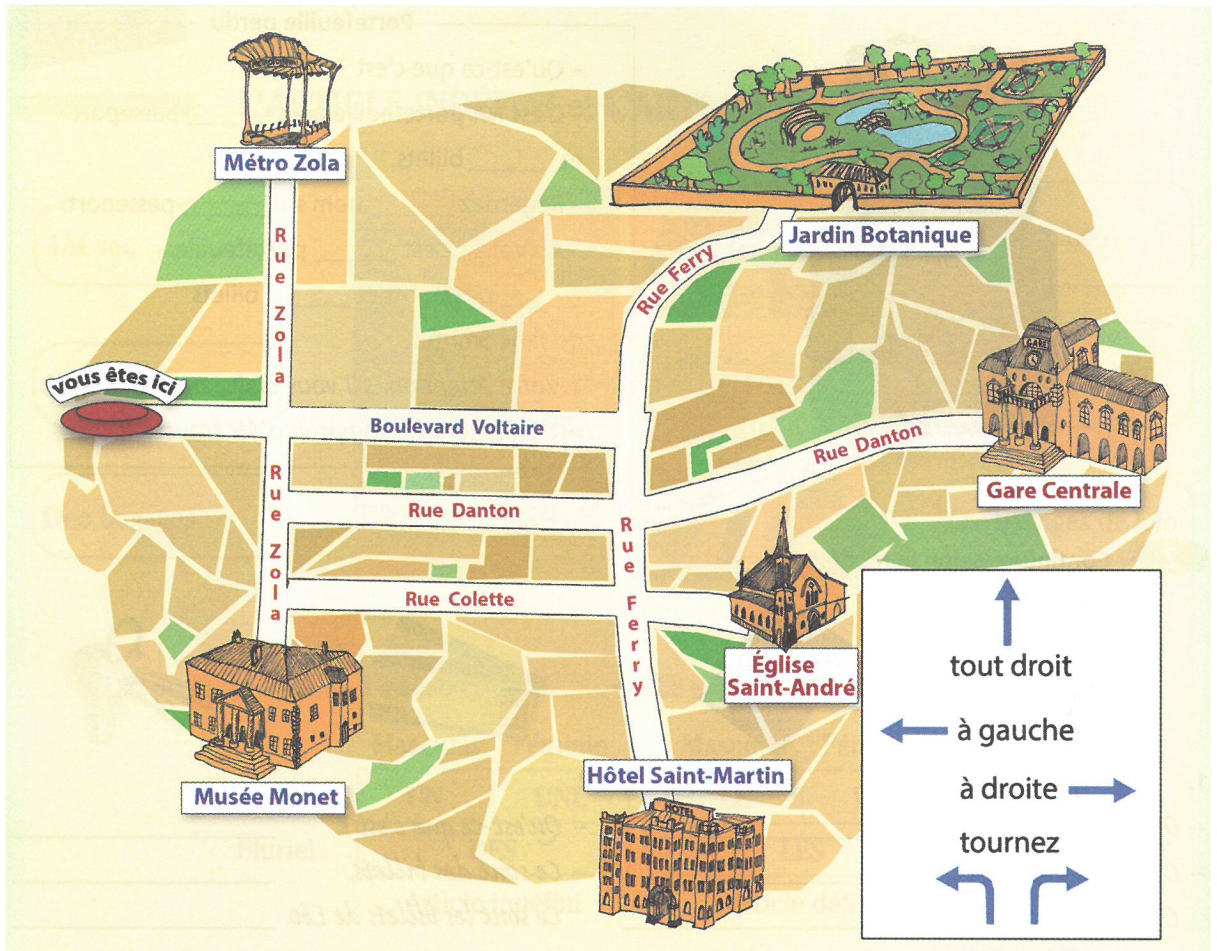 Métro Zola
Jardin Botanique
Rue Zola
Rue Ferry
vous êtes ici
GARE
Boulevard Voltaire
Rue Danton
Gare Centrale
Rue Zola
Rue Danton
Rue Ferry
Rue Colette
Église
Saint-André
Musée Monet
Hôtel Saint-Martin
HOTEL
tout droit
à gauche
à droite
tournez